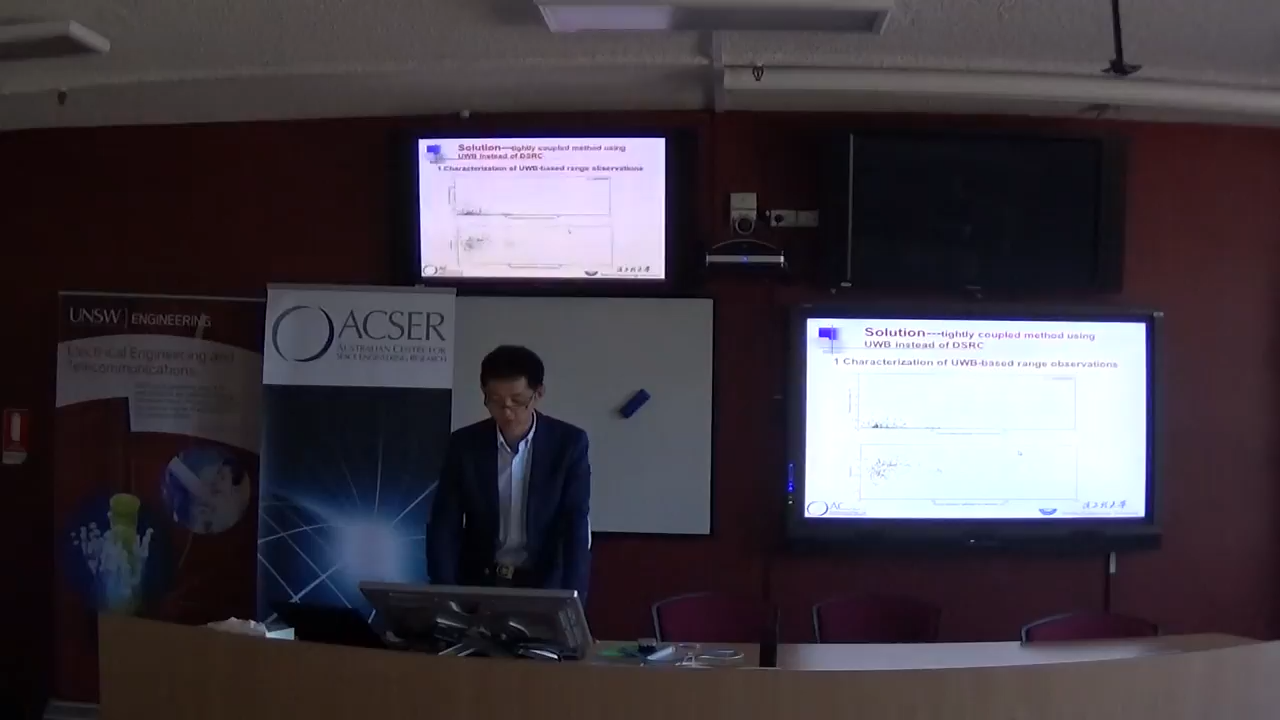 Solution—tightly coupled method using
UWB instead of DSRC
1 Characterization of UWB-based range observations
UNSW ENGINEERING
Electrical Engineering and
Telecommunications
ACSER
AUSTRALIAN CENTRE FOR
SPACE ENGINEERING RESEARCH
Solution---tightly coupled method using
UWB instead of DSRC
1 Characterization of UWB-based range observations